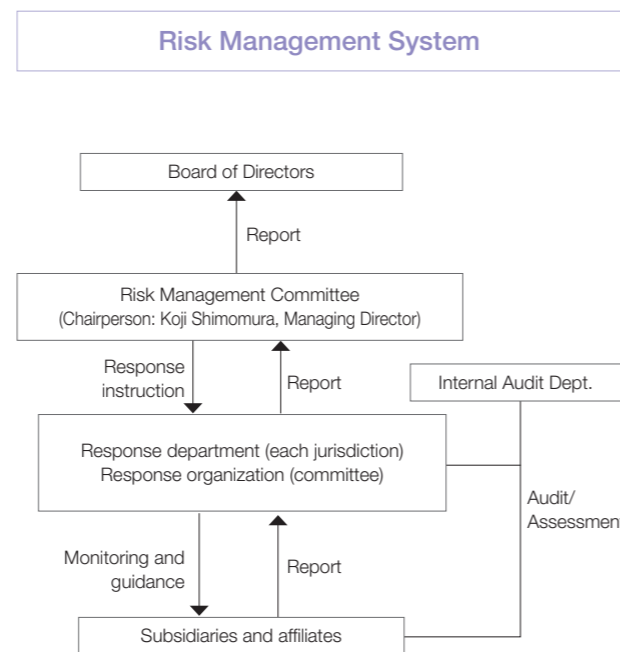 Risk Management System
Board of Directors
Report
Risk Management Committee
(Chairperson: Koji Shimomura, Managing Director)
Response
instruction
Report
Internal Audit Dept.
Response department (each jurisdiction)
Response organization (committee)
Audit/
Assessment
Monitoring and
guidance
Report
Subsidiaries and affiliates